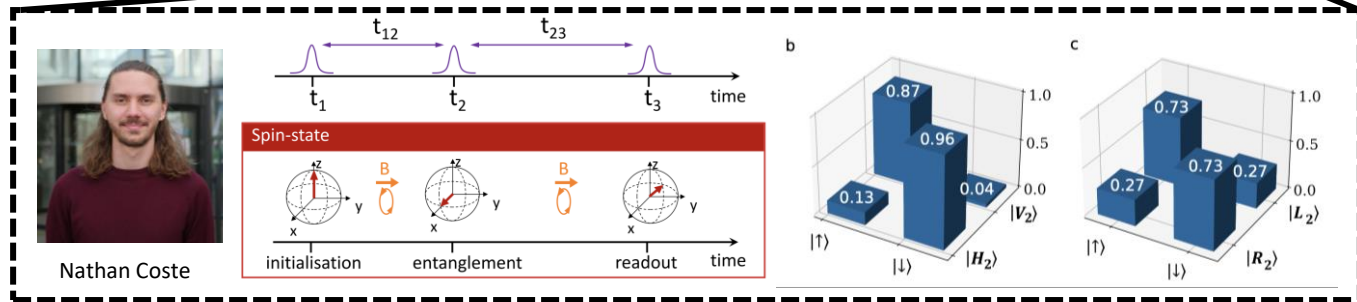 Nathan Coste
t12
t23
t1
t2
t3
time
Spin-state
z
y
x
B
z
y
x
B
z
y
x
initialisation
entanglement
readout
time
b
0.87
0.96
0.13
0.04
1.0
0.5
0.0
|↑⟩
|↓⟩
|H₂⟩
|V₂⟩
c
0.73
0.73
0.27
0.27
1.0
0.5
0.0
|↑⟩
|↓⟩
|R₂⟩
|L₂⟩